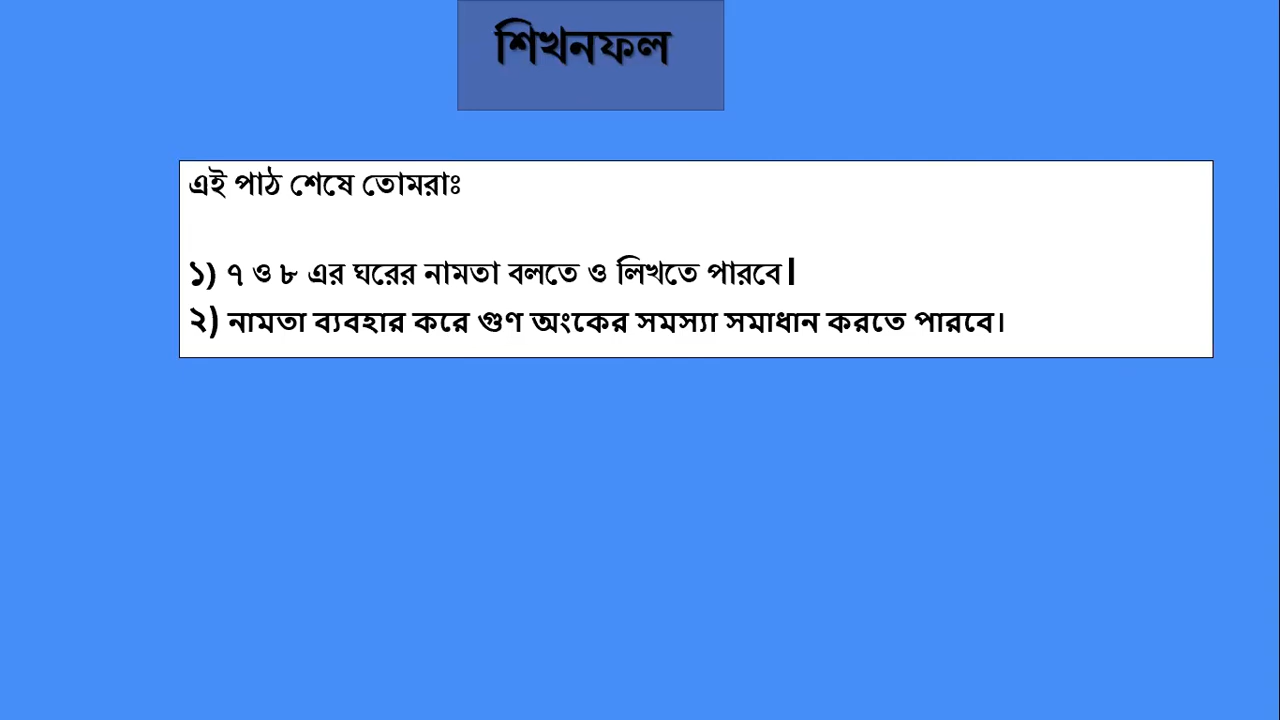 শিখনফল
এই পাঠ শেষে তোমরাঃ
১) ৭ ও ৮ এর ঘরের নামতা বলতে ও লিখতে পারবে।
২) নামতা ব্যবহার করে গুণ অংকের সমস্যা সমাধান করতে পারবে।